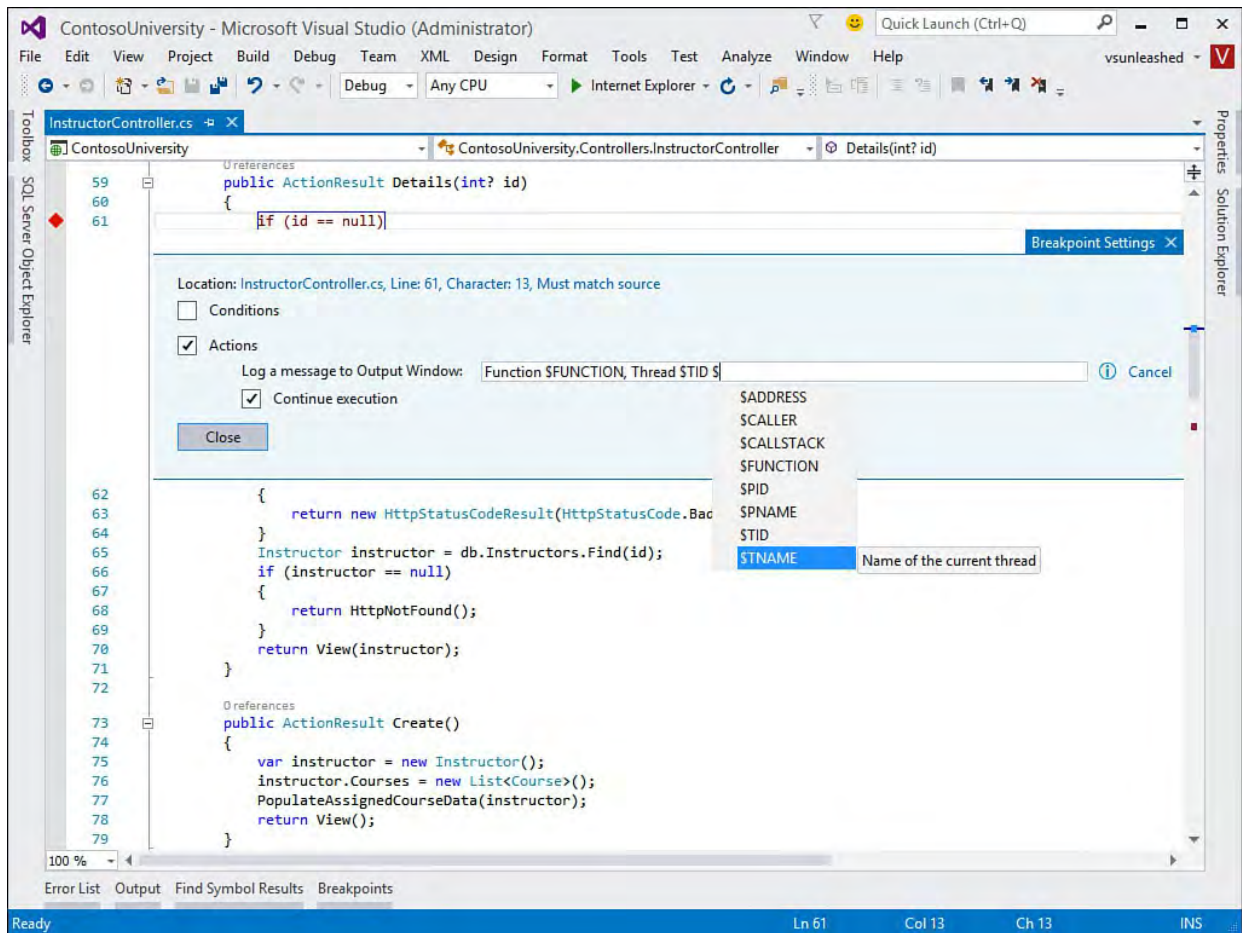 ContosoUniversity - Microsoft Visual Studio (Administrator)
Quick Launch (Ctrl+Q)
File Edit View Project Build Debug Team XML Design Format Tools Test Analyze Window Help
vsunleashed V
Debug Any CPU Internet Explorer
Toolbox
SQL Server Object Explorer
Properties
Solution Explorer
InstructorController.cs
ContosoUniversity ContosoUniversity.Controllers.InstructorController Details(int? id)
0 references
59 public ActionResult Details(int? id)
60 {
61 if (id == null)
Breakpoint Settings
Location: InstructorController.cs, Line: 61, Character: 13, Must match source
Conditions
Actions
Log a message to Output Window: Function $FUNCTION, Thread $TID $ Cancel
Continue execution
Close
$ADDRESS
$CALLER
$CALLSTACK
$FUNCTION
$PID
$PNAME
$TID
$TNAME Name of the current thread
62 {
63 return new HttpStatusCodeResult(HttpStatusCode.Bad
64 }
65 Instructor instructor = db.Instructors.Find(id);
66 if (instructor == null)
67 {
68 return HttpNotFound();
69 }
70 return View(instructor);
71 }
72
0 references
73 public ActionResult Create()
74 {
75 var instructor = new Instructor();
76 instructor.Courses = new List<Course>();
77 PopulateAssignedCourseData(instructor);
78 return View();
79 }
100 %
Error List Output Find Symbol Results Breakpoints
Ready Ln 61 Col 13 Ch 13 INS